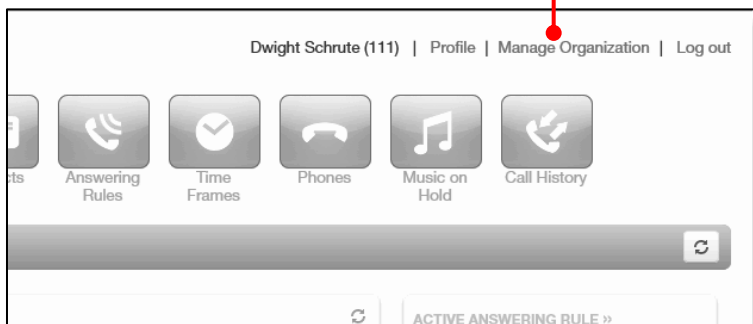 Dwight Schrute (111) | Profile | Manage Organization | Log out
cts Answering Time Phones Music on Call History
Rules Frames Hold
ACTIVE ANSWERING RULE »